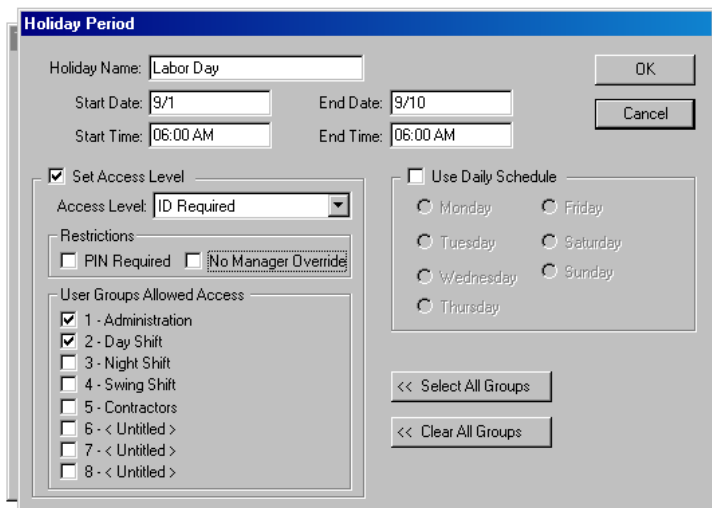 Holiday Period
Holiday Name: Labor Day
OK
Start Date: 9/1
End Date: 9/10
Cancel
Start Time: 06:00 AM
End Time: 06:00 AM
Set Access Level
Access Level: ID Required
Restrictions
PIN Required
No Manager Override
User Groups Allowed Access
1 - Administration
2 - Day Shift
3 - Night Shift
4 - Swing Shift
5 - Contractors
6 - < Untitled >
7 - < Untitled >
8 - < Untitled >
Use Daily Schedule
Monday
Friday
Tuesday
Saturday
Wednesday
Sunday
Thursday
<< Select All Groups
<< Clear All Groups